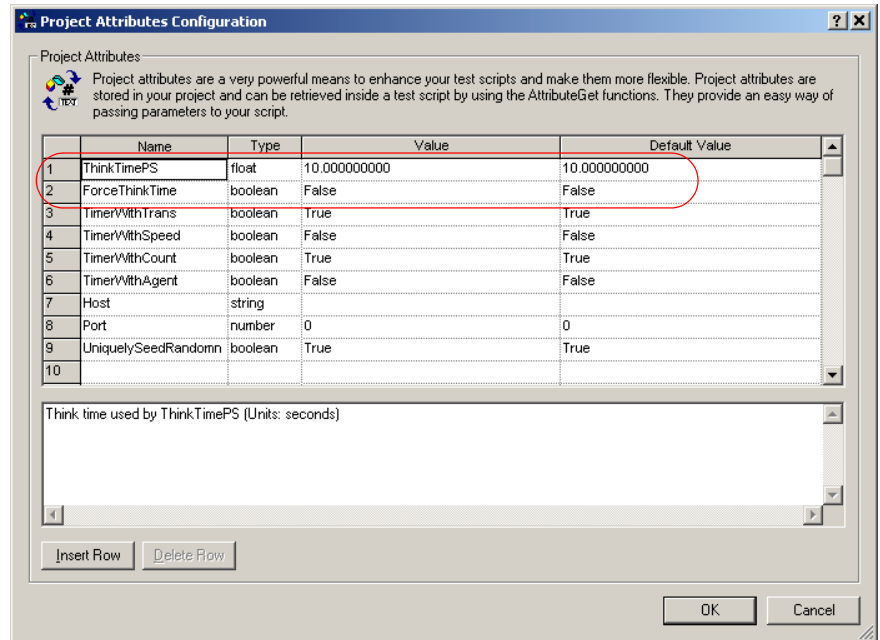 Project Attributes Configuration
Project Attributes
Project attributes are a very powerful means to enhance your test scripts and make them more flexible. Project attributes are
stored in your project and can be retrieved inside a test script by using the AttributeGet functions. They provide an easy way of
passing parameters to your script.
#
TEXT
Name Type Value Default Value
1 ThinkTimePS float 10.000000000 10.000000000
2 ForceThinkTime boolean False False
3 TimerWithTrans boolean True True
4 TimerWithSpeed boolean False False
5 TimerWithCount boolean True True
6 TimerWithAgent boolean False False
7 Host string
8 Port number 0 0
9 UniquelySeedRandomn boolean True True
10
Think time used by ThinkTimePS (Units: seconds)
Insert Row Delete Row
OK Cancel